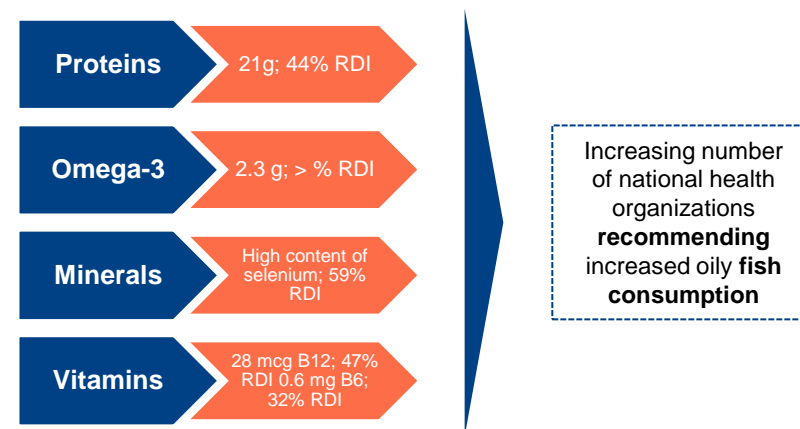 Proteins
21g; 44% RDI
Omega-3
2.3 g; > % RDI
Minerals
High content of
selenium; 59%
RDI
Vitamins
28 mcg B12; 47%
RDI 0.6 mg B6;
32% RDI
Increasing number
of national health
organizations
recommending
increased oily fish
consumption